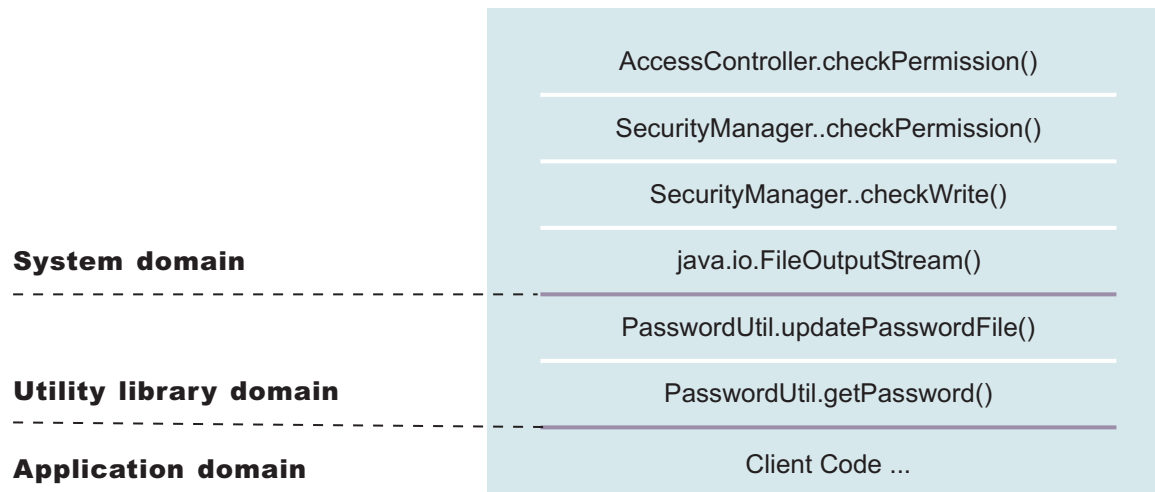 AccessController.checkPermission()
SecurityManager..checkPermission()
SecurityManager..checkWrite()
System domain
java.io.FileOutputStream()
PasswordUtil.updatePasswordFile()
Utility library domain
PasswordUtil.getPassword()
Application domain
Client Code ...